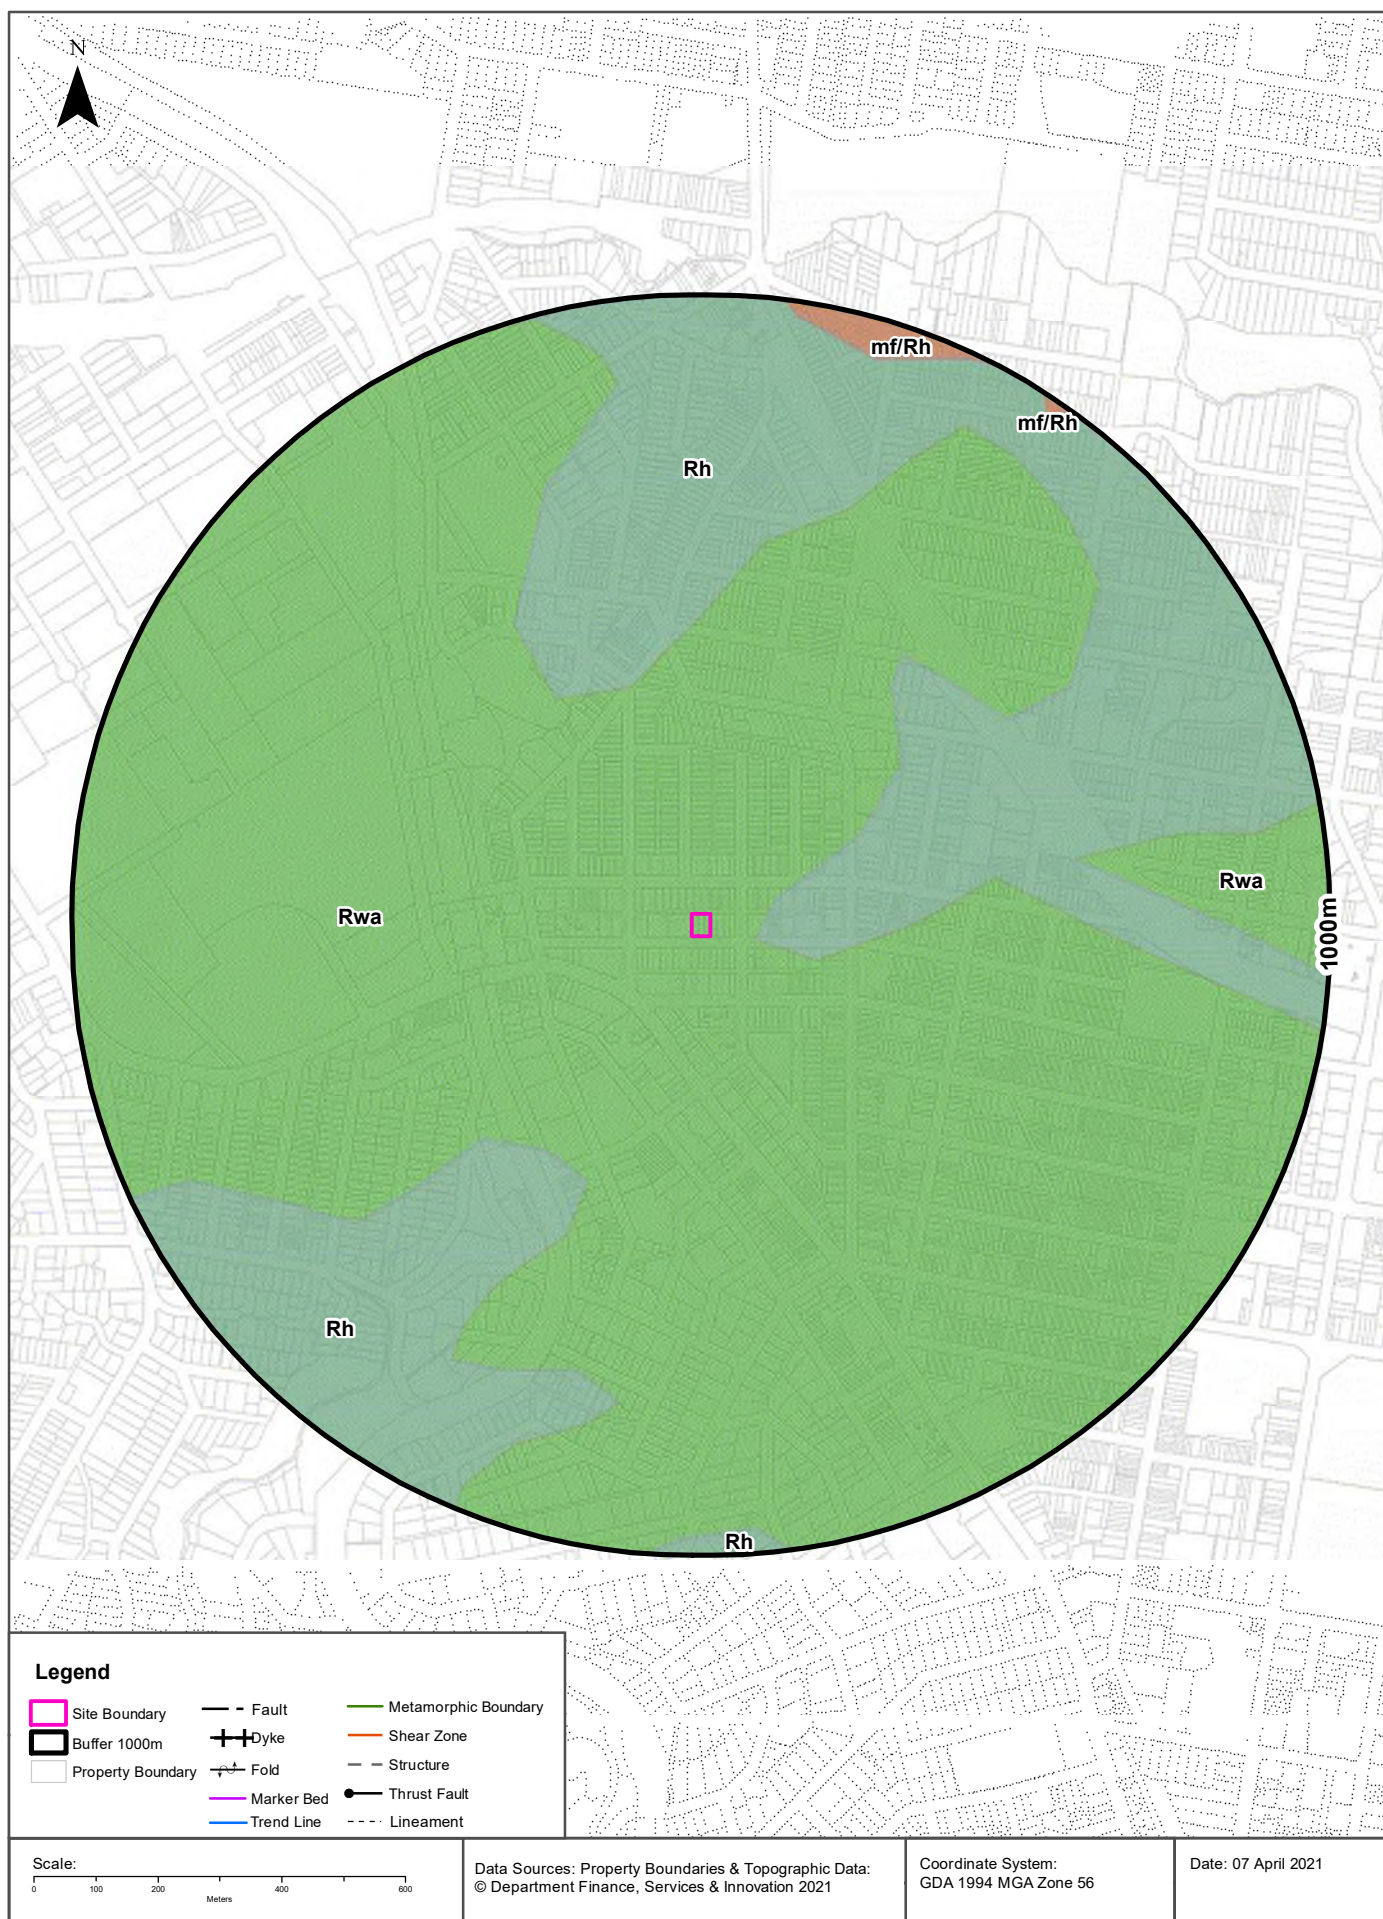 N
mf/Rh
mf/Rh
Rh
Rwa
Rwa
1000m
Rh
Rh
Legend
Site Boundary
Buffer 1000m
Property Boundary
Fault
Dyke
Fold
Marker Bed
Trend Line
Metamorphic Boundary
Shear Zone
Structure
Thrust Fault
Lineament
Scale:
0 100 200 400 600
Meters
Data Sources: Property Boundaries & Topographic Data:
© Department Finance, Services & Innovation 2021
Coordinate System:
GDA 1994 MGA Zone 56
Date: 07 April 2021